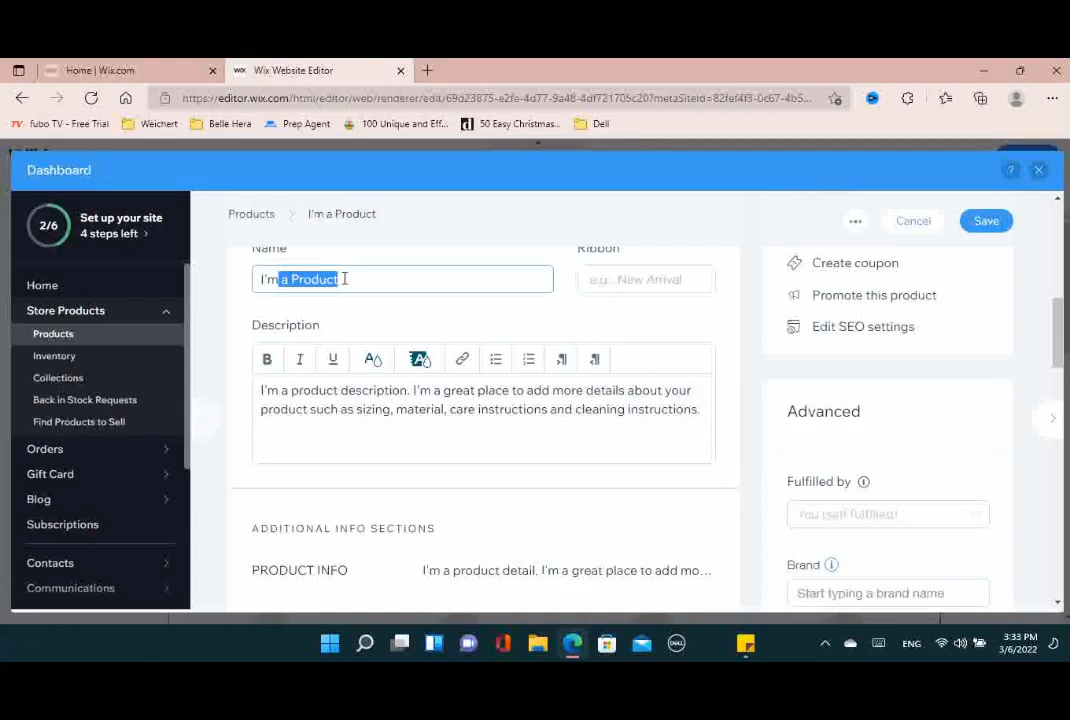 Home | Wix.com
WIX Wix Website Editor
https://editor.wix.com/html/editor/web/renderer/edit/69d23875-e2fe-4d77-9a48-4df721705c20?metaSiteId=82fef4f3-0c67-4b5...
TV fubo TV - Free Trial
Weichert
Belle Hera
Prep Agent
100 Unique and Eff...
50 Easy Christmas...
Dell
Dashboard
?
2/6
Set up your site
4 steps left
Products
I'm a Product
Cancel
Save
Home
Store Products
Products
Inventory
Collections
Back in Stock Requests
Find Products to Sell
Orders
Gift Card
Blog
Subscriptions
Contacts
Communications
Name
Ribbon
I'm a Product
e.g., New Arrival
Description
B I U A A
I'm a product description. I'm a great place to add more details about your
product such as sizing, material, care instructions and cleaning instructions.
ADDITIONAL INFO SECTIONS
PRODUCT INFO
I'm a product detail. I'm a great place to add mo...
Create coupon
Promote this product
Edit SEO settings
Advanced
Fulfilled by
You (self fulfilled)
Brand
Start typing a brand name
DELL
ENG
3:33 PM
3/6/2022